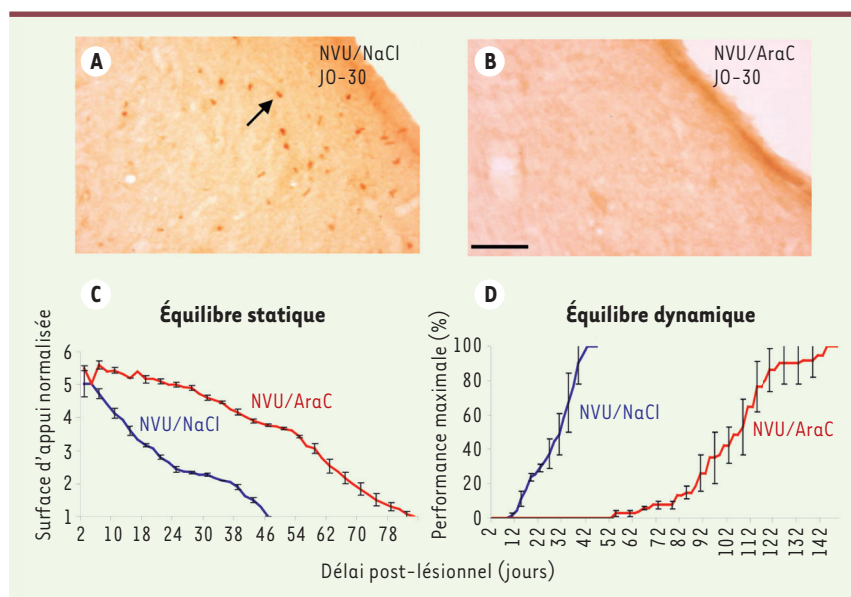 A
NVU/NaCl
JO-30
B
NVU/AraC
JO-30
C
Équilibre statique
Surface d'appui normalisée
6
5
4
3
2
1
NVU/AraC
NVU/NaCl
2 10 18 24 30 38 46 54 62 70 78
D
Équilibre dynamique
Performance maximale (%)
100
80
60
40
20
0
NVU/NaCl
NVU/AraC
2 12 22 32 42 52 62 72 82 92 102 112 122 132 142
Délai post-lésionnel (jours)